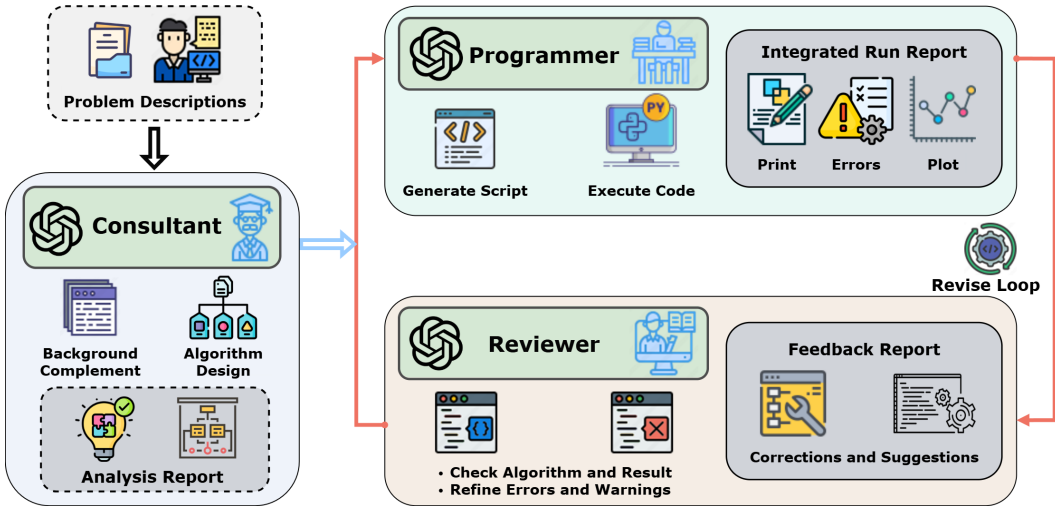 Problem Descriptions
Consultant
Background
Complement
Algorithm
Design
Analysis Report
Programmer
Generate Script
PY
Execute Code
Integrated Run Report
Print
Errors
Plot
Revise Loop
Reviewer
• Check Algorithm and Result
• Refine Errors and Warnings
Feedback Report
Corrections and Suggestions